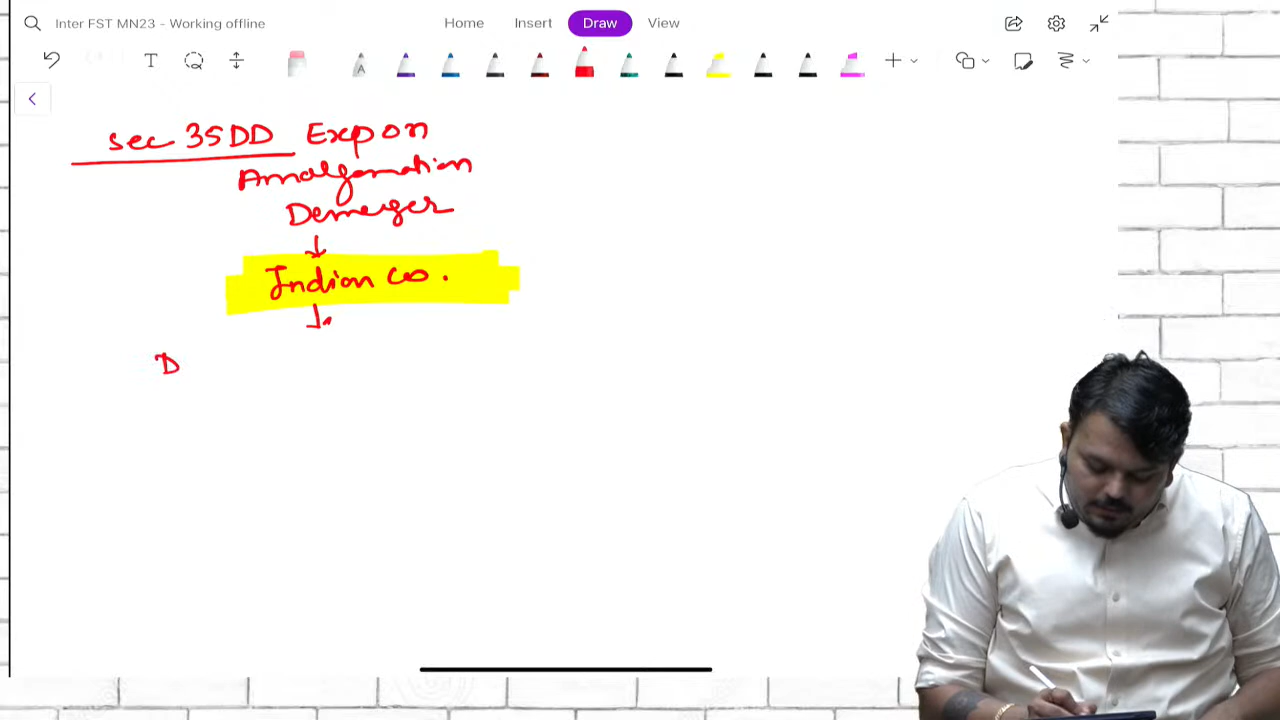 Inter FST MN23 - Working offline
Home Insert Draw View
T
A
Sec 35DD Exp on
Amalgamation
Demerger
Indian Co.
D